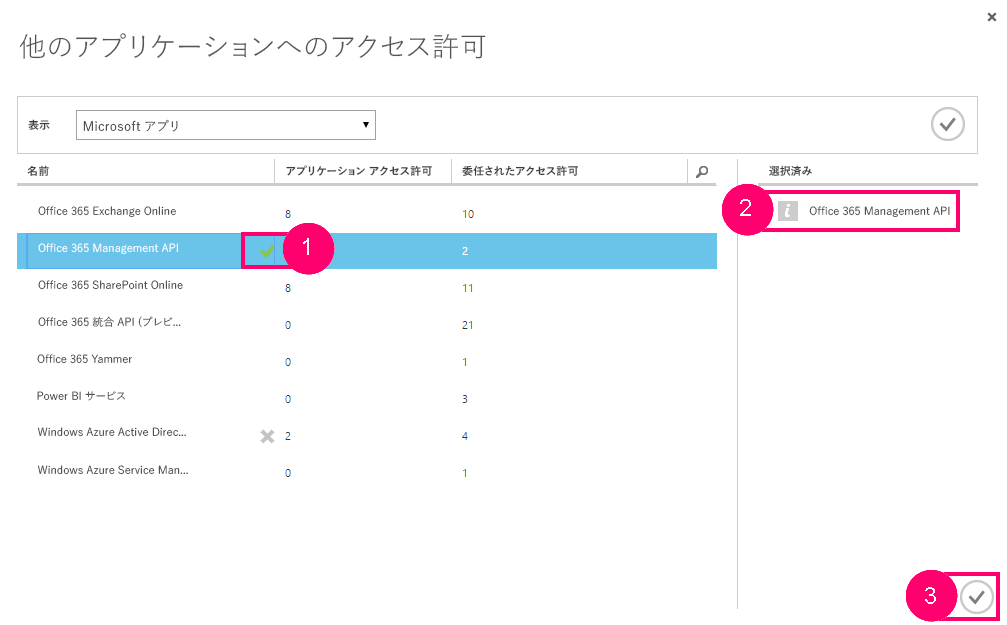 他のアプリケーションへのアクセス許可
表示 Microsoft アプリ
名前 アプリケーション アクセス許可 委任されたアクセス許可 選択済み
Office 365 Exchange Online 8 10
2 i Office 365 Management API
Office 365 Management API 1 2
Office 365 SharePoint Online 8 11
Office 365 統合 API (プレビ... 0 21
Office 365 Yammer 0 1
Power BI サービス 0 3
Windows Azure Active Direc... 2 4
Windows Azure Service Man... 0 1
3